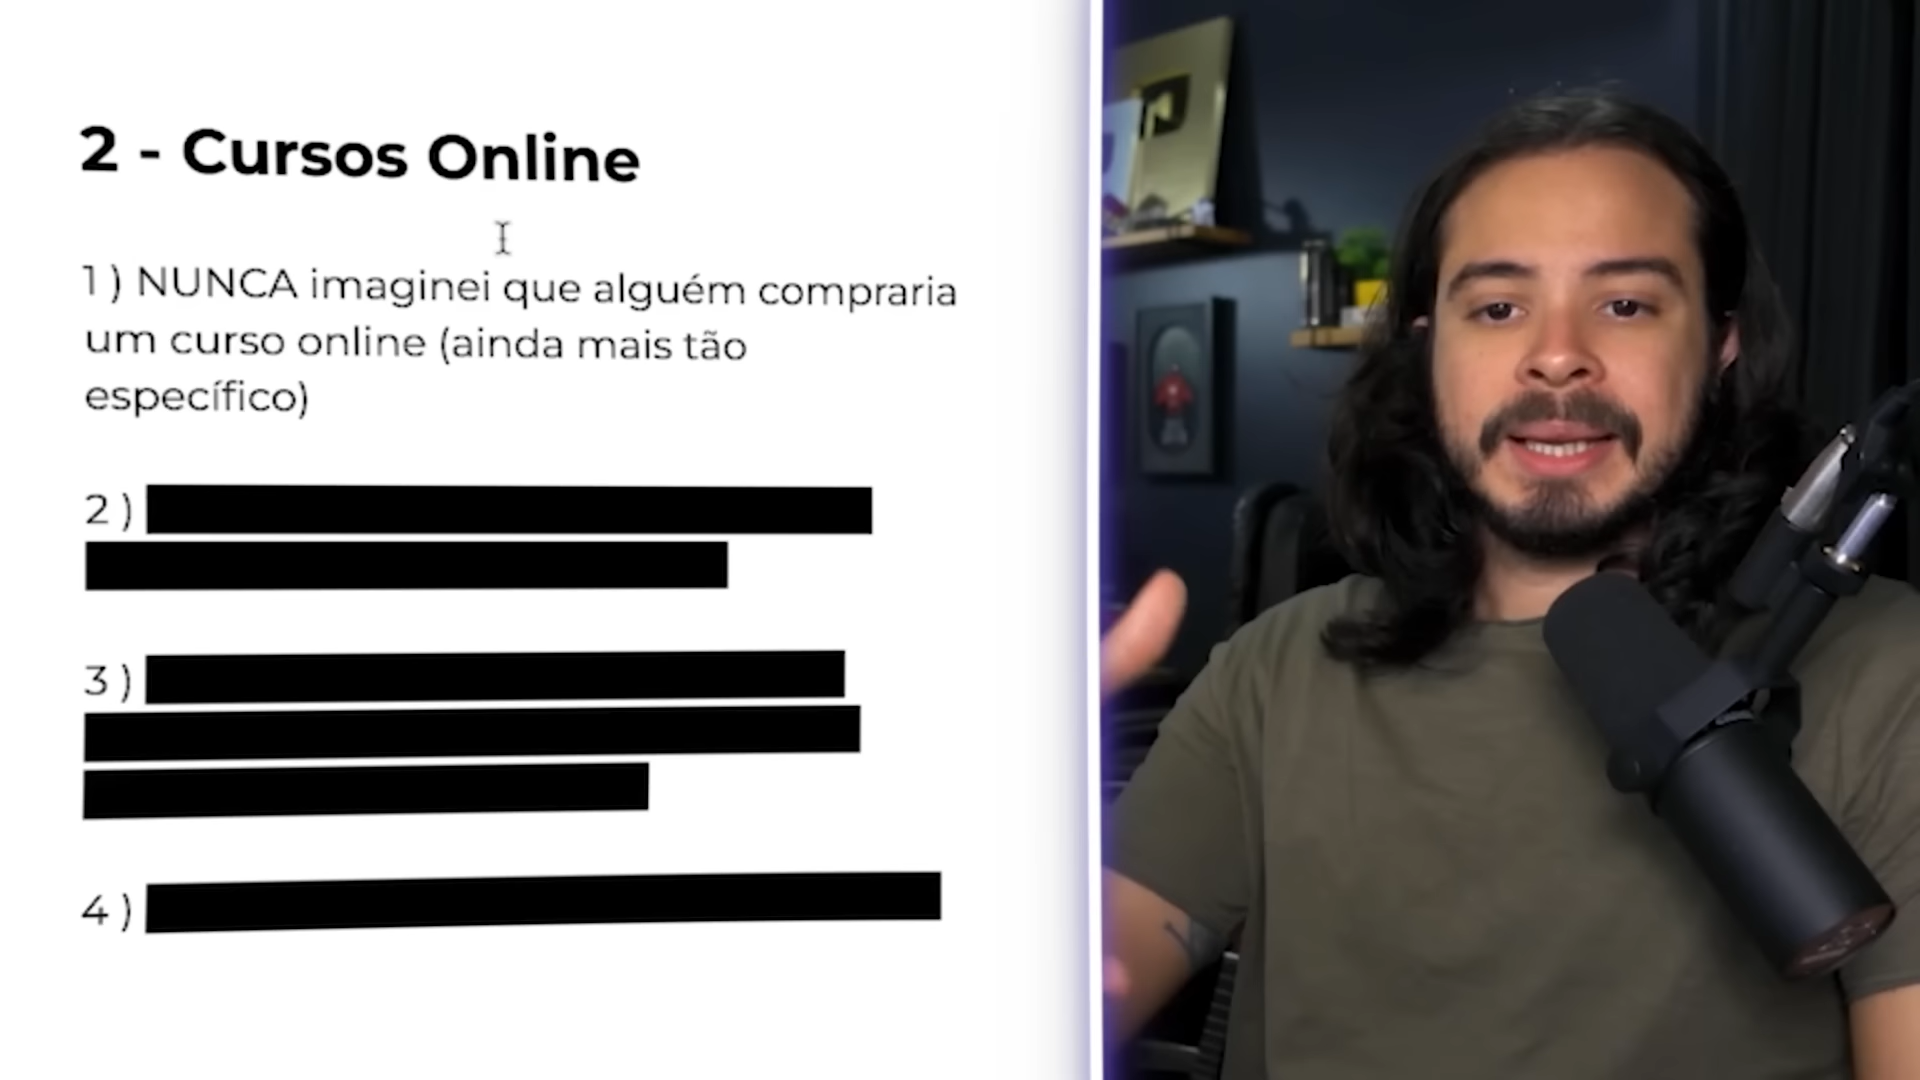 2 - Cursos Online
1 ) NUNCA imaginei que alguém compraria
um curso online (ainda mais tão
específico)
2 )
3 )
4 )